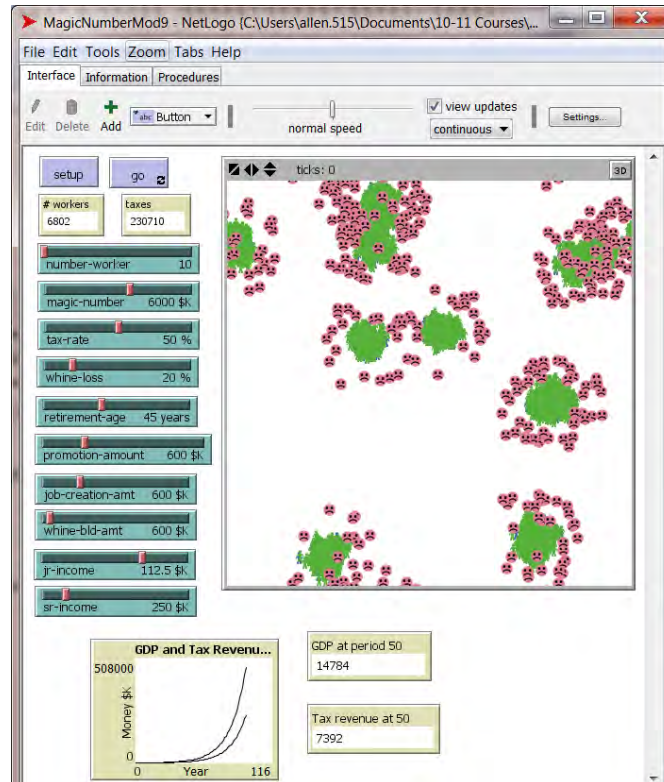 MagicNumberMod9 - NetLogo {C:\Users\allen.515\Documents\10-11 Courses\...
File Edit Tools Zoom Tabs Help
Interface Information Procedures
Edit Delete Add abc Button normal speed view updates continuous Settings...
setup go
ticks: 0 3D
# workers taxes
6802 230710
number-worker 10
magic-number 6000 $K
tax-rate 50 %
whine-loss 20 %
retirement-age 45 years
promotion-amount 600 $K
job-creation-amt 600 $K
whine-bld-amt 600 $K
jr-income 112.5 $K
sr-income 250 $K
GDP and Tax Revenu...
508000
Money $K
0
0 Year 116
GDP at period 50
14784
Tax revenue at 50
7392